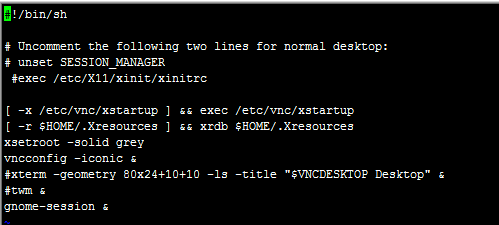 #!/bin/sh

# Uncomment the following two lines for normal desktop:
# unset SESSION_MANAGER
 #exec /etc/X11/xinit/xinitrc

[ -x /etc/vnc/xstartup ] && exec /etc/vnc/xstartup
[ -r $HOME/.Xresources ] && xrdb $HOME/.Xresources
xsetroot -solid grey
vncconfig -iconic &
#xterm -geometry 80x24+10+10 -ls -title "$VNCDESKTOP Desktop" &
#twm &
gnome-session &
~